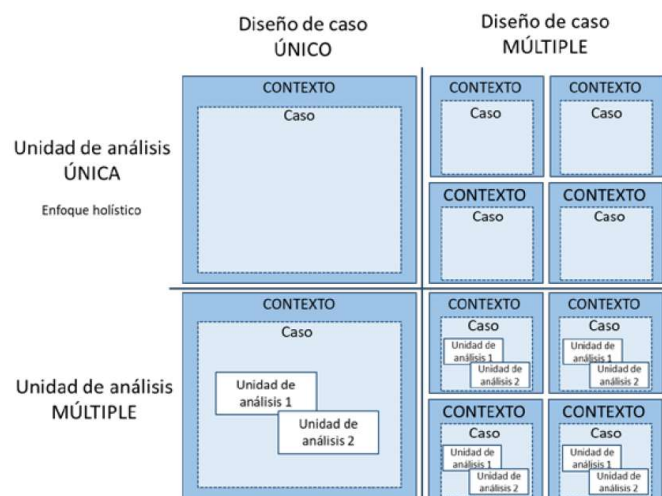 Diseño de caso
ÚNICO
Diseño de caso
MÚLTIPLE
Unidad de análisis
ÚNICA
Enfoque holístico
CONTEXTO
Caso
CONTEXTO
Caso
CONTEXTO
Caso
CONTEXTO
Caso
CONTEXTO
Caso
Unidad de análisis
MÚLTIPLE
CONTEXTO
Caso
Unidad de
análisis 1
Unidad de
análisis 2
CONTEXTO
Caso
Unidad de
análisis 1
Unidad de
análisis 2
CONTEXTO
Caso
Unidad de
análisis 1
Unidad de
análisis 2
CONTEXTO
Caso
Unidad de
análisis 1
Unidad de
análisis 2
CONTEXTO
Caso
Unidad de
análisis 1
Unidad de
análisis 2